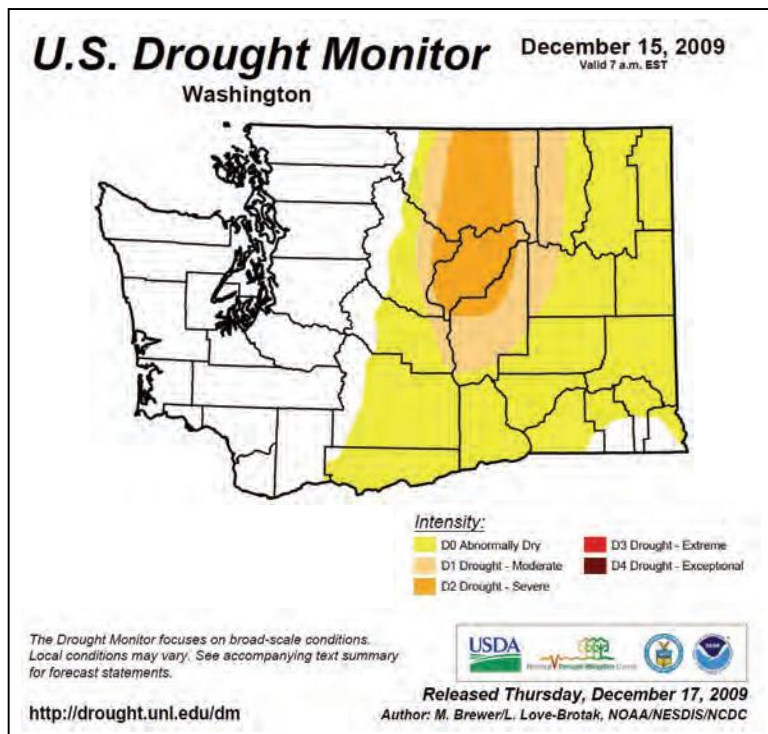 U.S. Drought Monitor
December 15, 2009
Valid 7 a.m. EST
Washington
Intensity:
D0 Abnormally Dry
D1 Drought - Moderate
D2 Drought - Severe
D3 Drought - Extreme
D4 Drought - Exceptional
The Drought Monitor focuses on broad-scale conditions.
Local conditions may vary. See accompanying text summary
for forecast statements.
USDA
Drought Mitigation Center
http://drought.unl.edu/dm
Released Thursday, December 17, 2009
Author: M. Brewer/L. Love-Brotak, NOAA/NESDIS/NCDC